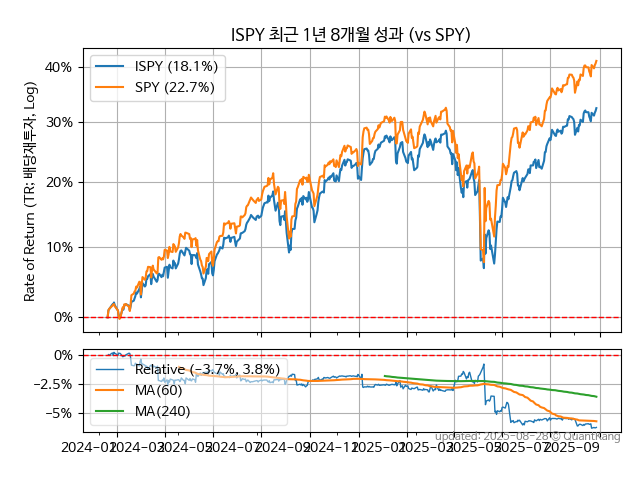 ISPY 최근 1년 8개월 성과 (vs SPY)
Rate of Return (TR: 배당재투자, Log)
40%
30%
20%
10%
0%
ISPY (18.1%)
SPY (22.7%)
0%
−2.5%
−5%
Relative (−3.7%, 3.8%)
MA(60)
MA(240)
2024−01
2024−03
2024−05
2024−07
2024−09
2024−11
2025−01
2025−03
2025−05
2025−07
2025−09
updated: 2025-08-28 © QuantKang